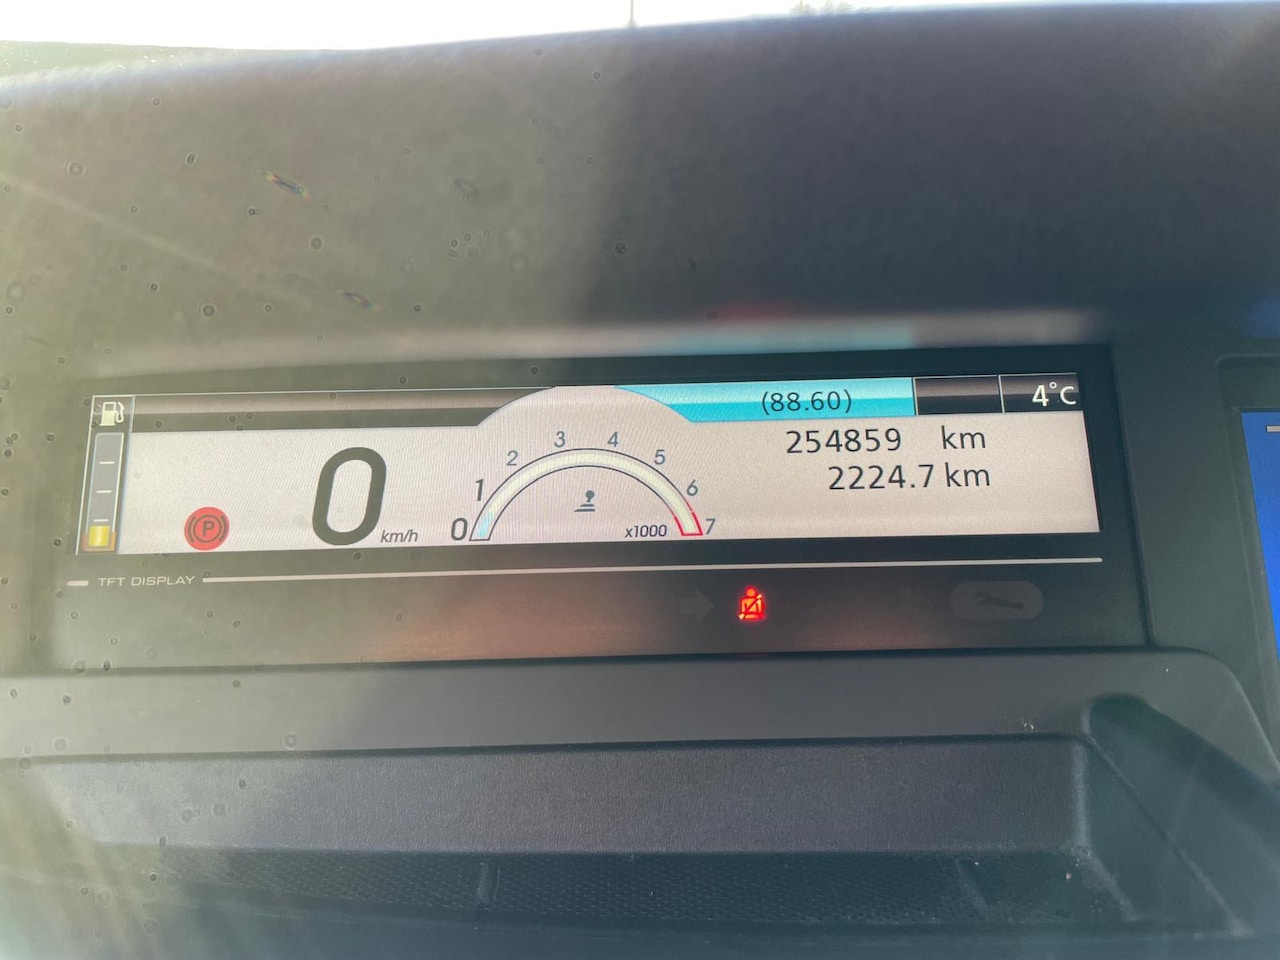 (88.60)
4°C
254859 km
2224.7 km
0 km/h
0 1 2 3 4 5 6 7
x1000
P
TFT DISPLAY